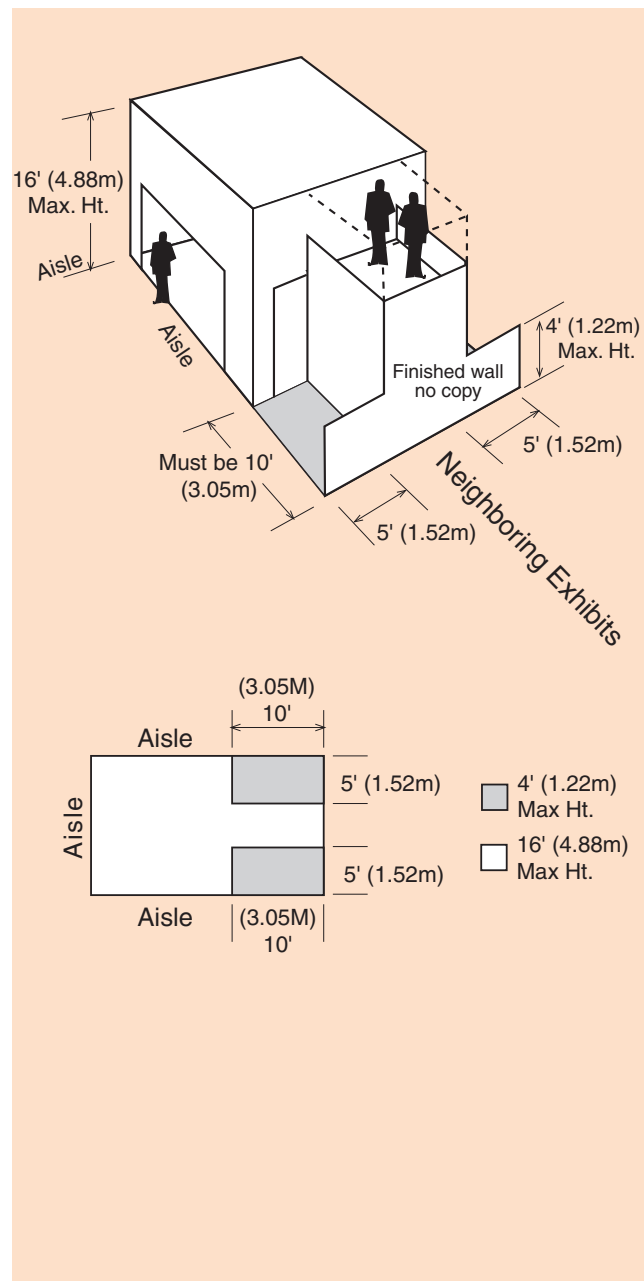 16' (4.88m)
Max. Ht.
Aisle
Aisle
4' (1.22m)
Max. Ht.
Finished wall
no copy
5' (1.52m)
Must be 10'
(3.05m)
5' (1.52m)
Neighboring Exhibits
(3.05M)
10'
Aisle
5' (1.52m)
4' (1.22m)
Max Ht.
Aisle
16' (4.88m)
Max Ht.
5' (1.52m)
Aisle
(3.05M)
10'